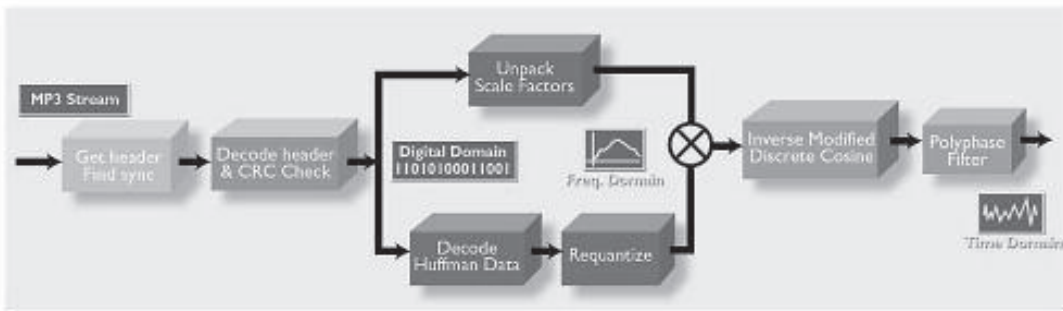 MP3 Stream
Get header
Find sync
Decode header
& CRC Check
Digital Domain
11010100011001
Unpack
Scale Factors
Decode
Huffman Data
Requantize
Freq. Domain
Inverse Modified
Discrete Cosine
Polyphase
Filter
Time Domain